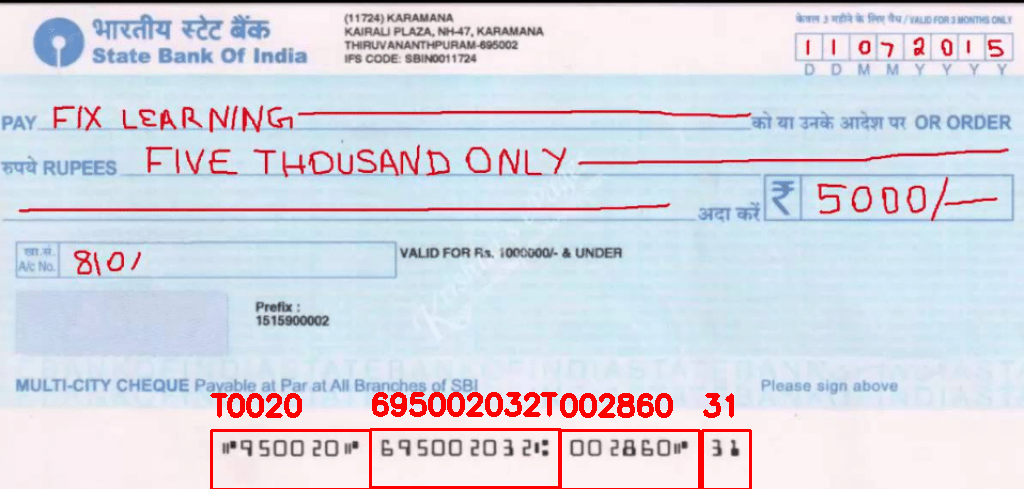 भारतीय स्टेट बैंक
State Bank Of India
(11724) KARAMANA
KAIRALI PLAZA, NH-47, KARAMANA
THIRUVANANTHPURAM-695002
IFS CODE: SBIN0011724
केवल 3 महीने के लिए वैध / VALID FOR 3 MONTHS ONLY
1 1 0 7 2 0 1 5
D D M M Y Y Y Y
PAY FIX LEARNING को या उनके आदेश पर OR ORDER
रुपये RUPEES FIVE THOUSAND ONLY
अदा करें ₹ 5000/-
खा.सं. 8101
A/c No.
VALID FOR Rs. 1000000/- & UNDER
Prefix :
1515900002
MULTI-CITY CHEQUE Payable at Par at All Branches of SBI
Please sign above
T0020 695002032T 002860 31
⑈950020⑈ 695002032⑆ 002860⑈ 31